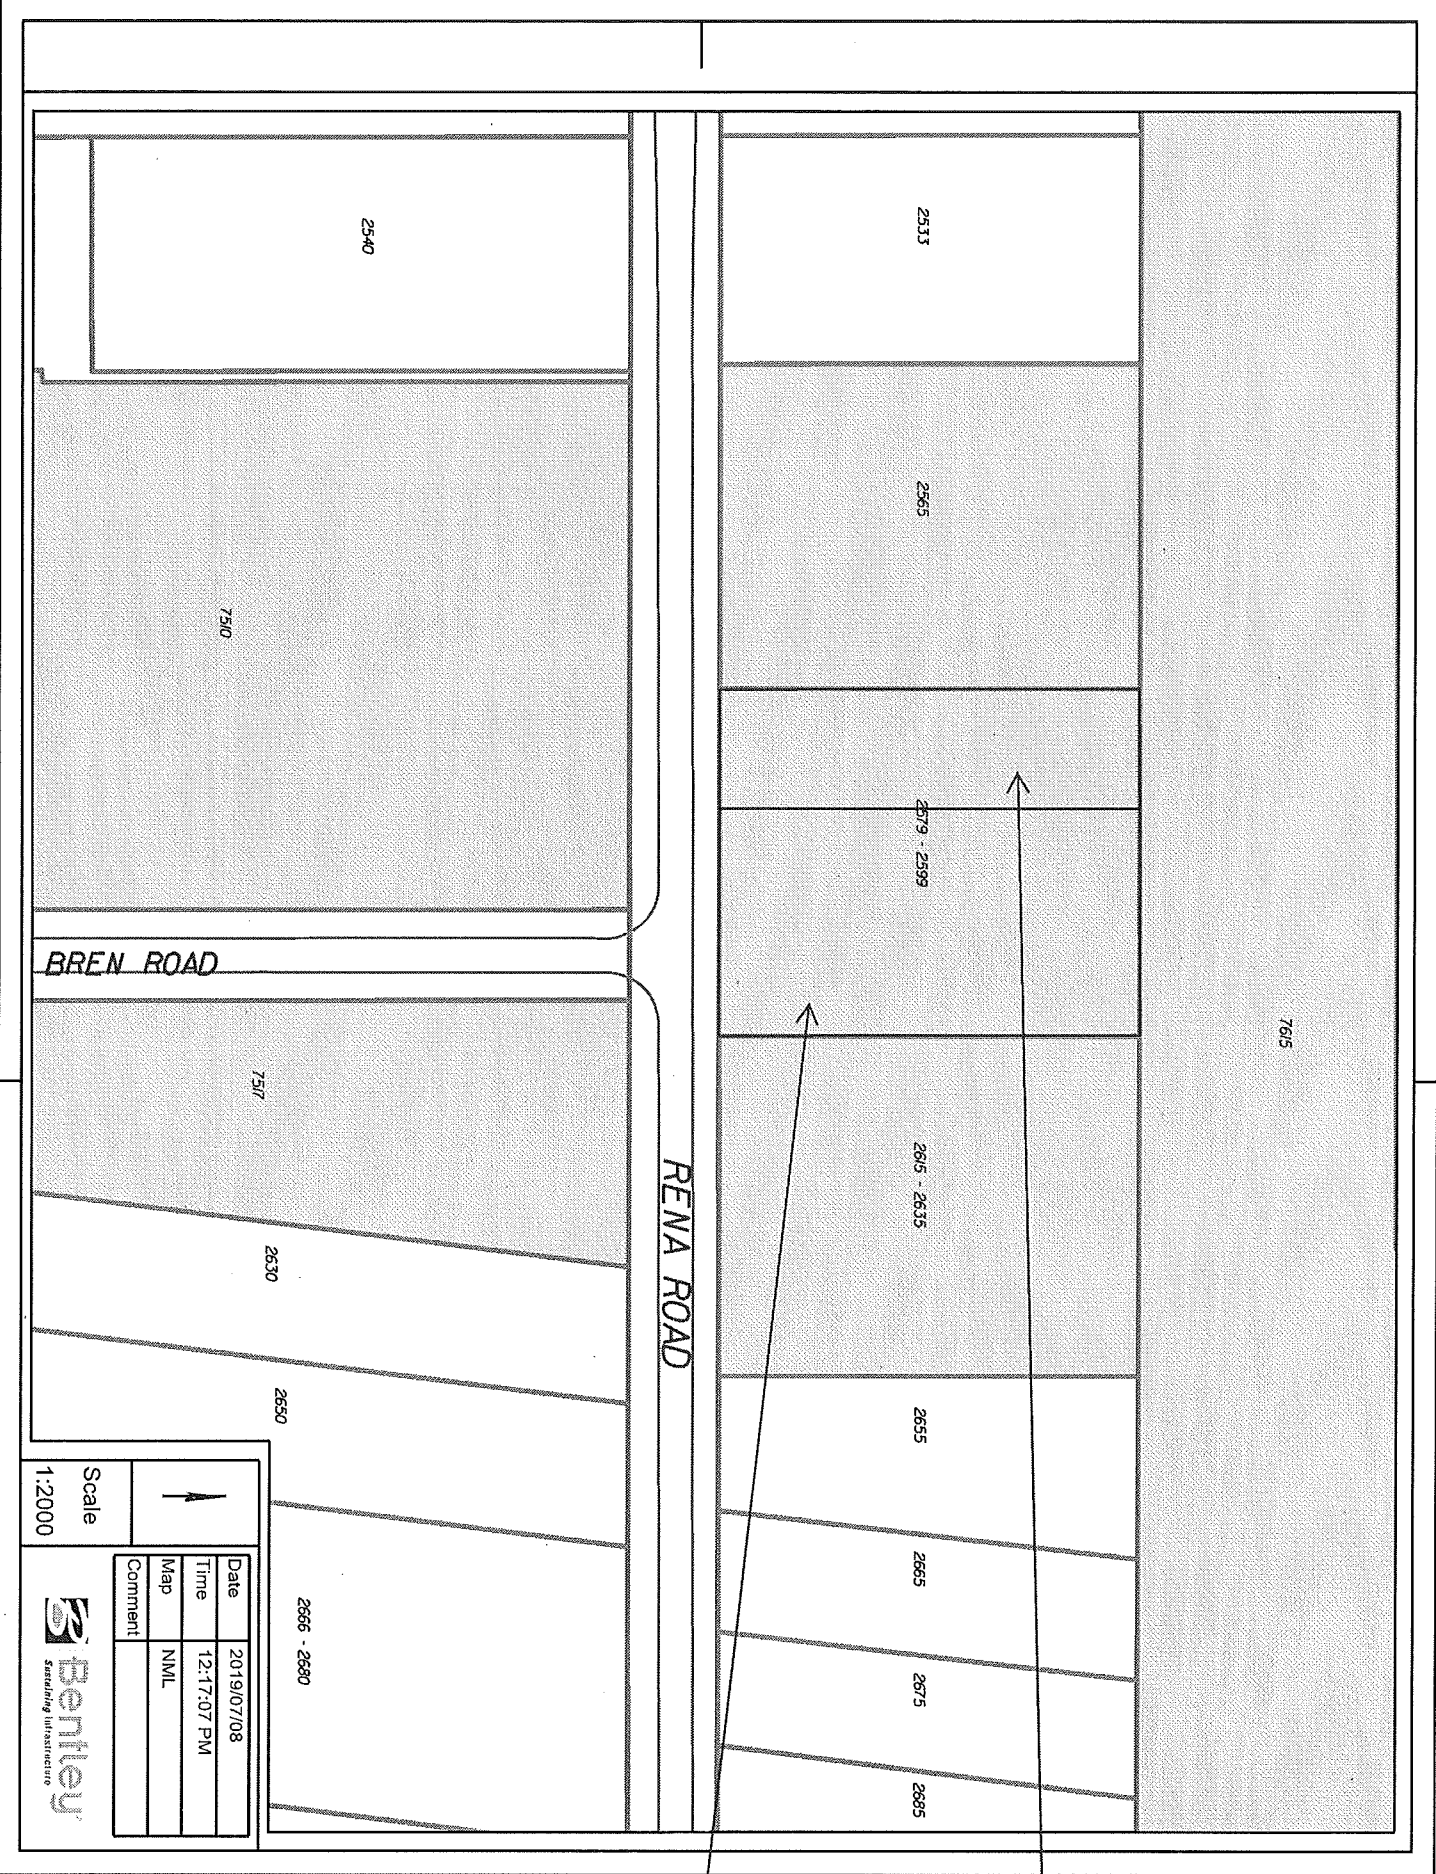 7615
2533
2565
2579 - 2599
2615 - 2635
2655
2665
2675
2685
RENA ROAD
BREN ROAD
2540
7510
7517
2630
2650
2666 - 2680
Scale
1:2000
Date 2019/07/08
Time 12:17:07 PM
Map NML
Comment
Bentley
Sustaining Infrastructure